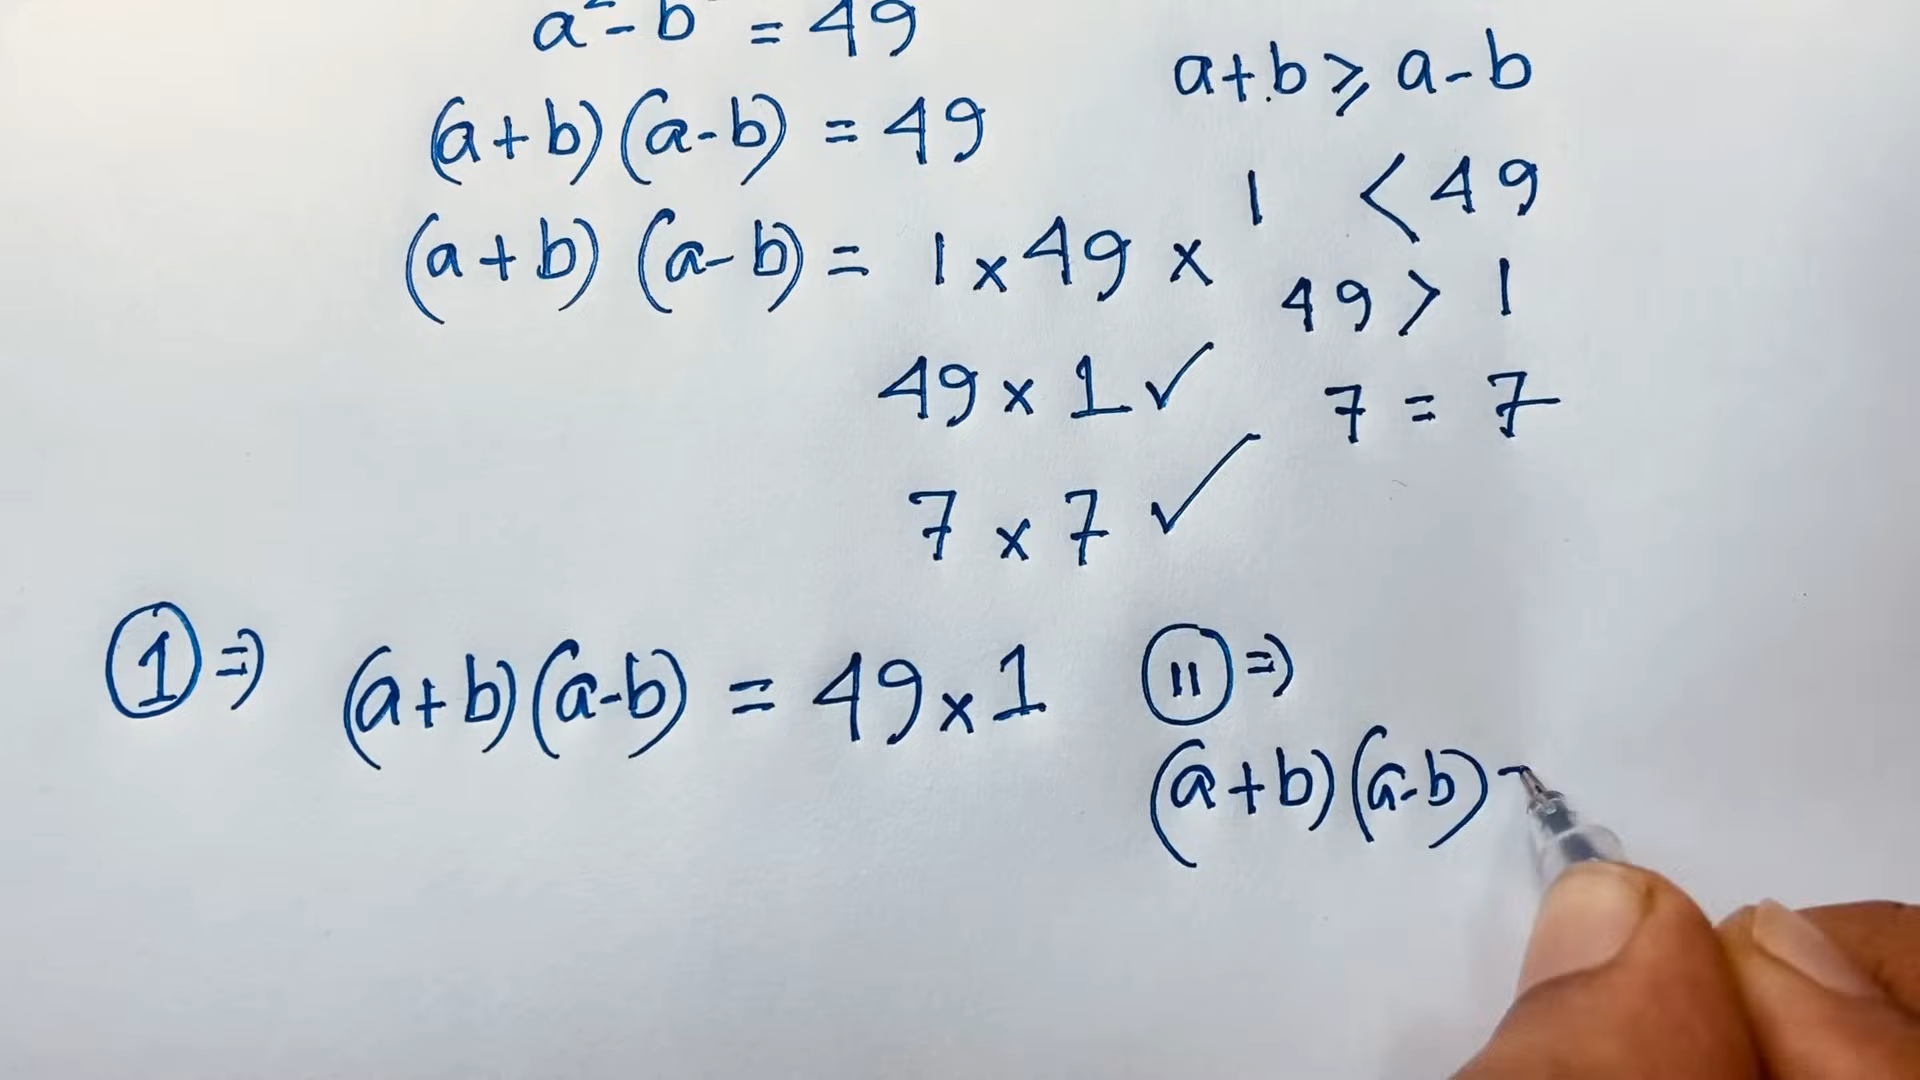 a² - b² = 49
(a+b)(a-b) = 49
(a+b) (a-b) = 1 x 49 x
49 x 1 ✓
7 x 7 ✓
a+b ⩾ a-b
1 < 49
49 > 1
7 = 7
① ⇒ (a+b)(a-b) = 49 x 1
⑪ ⇒
(a+b)(a-b) -